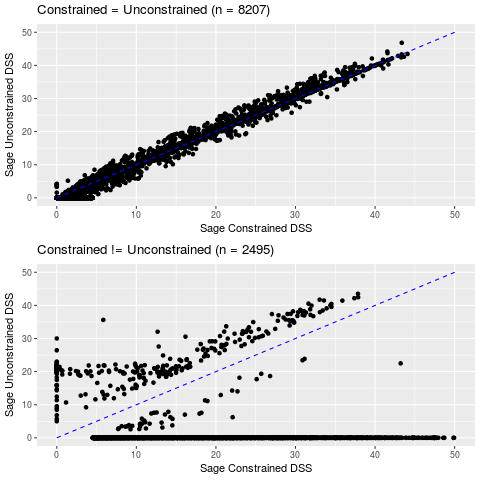 Constrained = Unconstrained (n = 8207)
50
40
30
20
10
0
Sage Unconstrained DSS
0 10 20 30 40 50
Sage Constrained DSS
Constrained != Unconstrained (n = 2495)
50
40
30
20
10
0
Sage Unconstrained DSS
0 10 20 30 40 50
Sage Constrained DSS